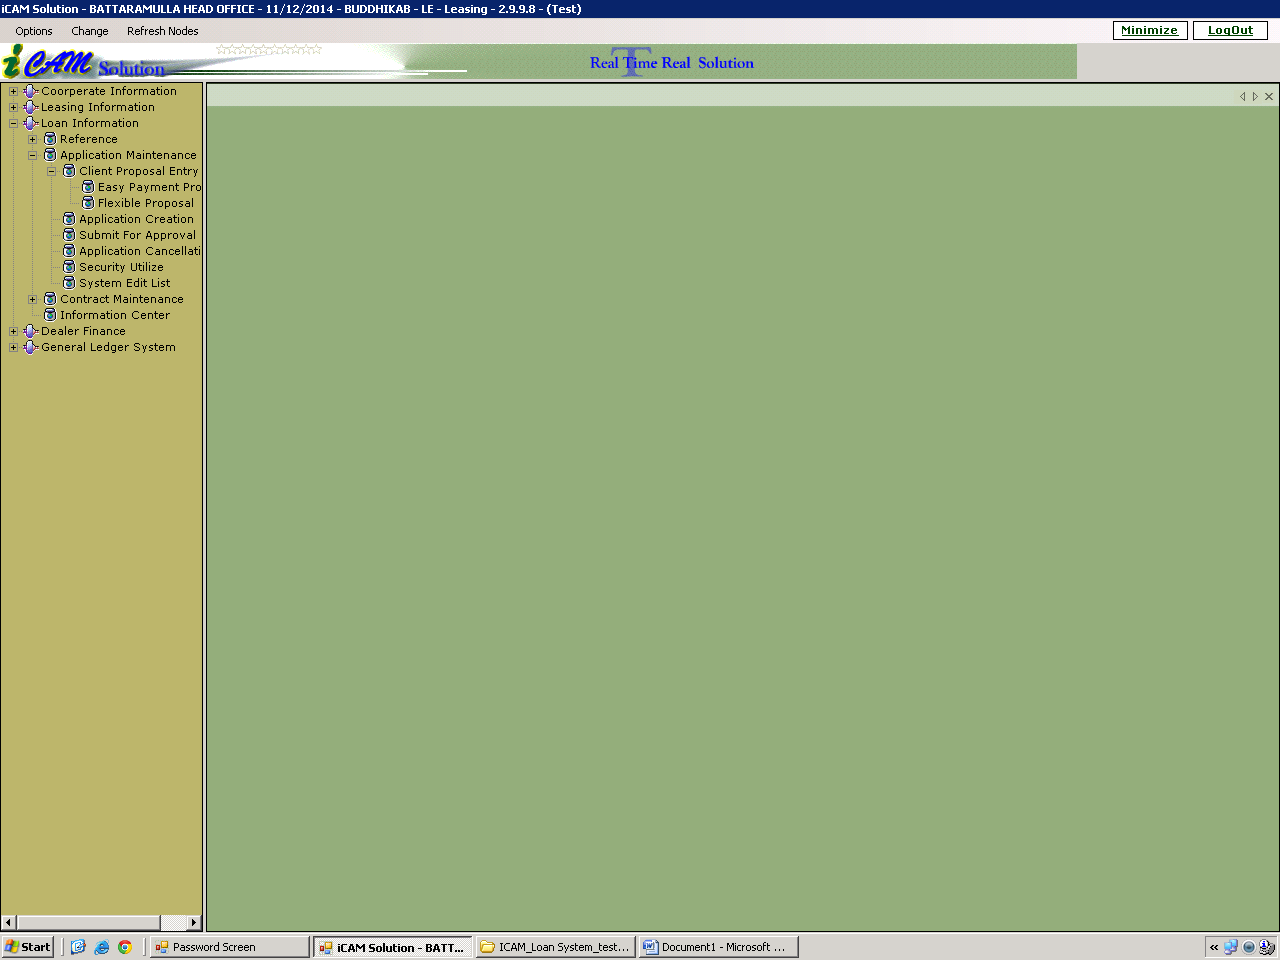 iCAM Solution - BATTARAMULLA HEAD OFFICE - 11/12/2014 - BUDDHIKAB - LE - Leasing - 2.9.9.8 - (Test)
Options Change Refresh Nodes Minimize LogOut
iCAM Solution Real Time Real Solution
Coorperate Information
Leasing Information
Loan Information
Reference
Application Maintenance
Client Proposal Entry
Easy Payment Pro
Flexible Proposal
Application Creation
Submit For Approval
Application Cancellati
Security Utilize
System Edit List
Contract Maintenance
Information Center
Dealer Finance
General Ledger System
Start Password Screen iCAM Solution - BATT... ICAM_Loan System_test... Document1 - Microsoft ... «